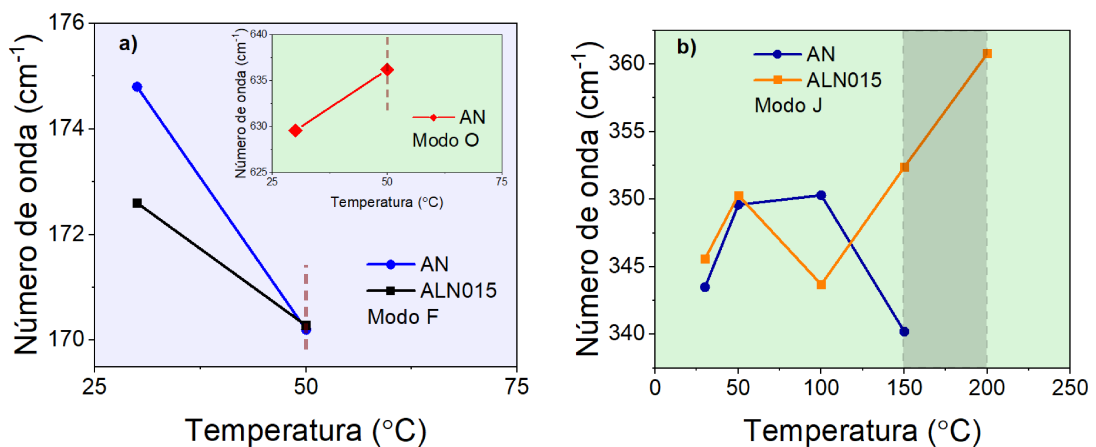 a)
Número de onda (cm-1)
176
174
172
170
25
50
75
Temperatura (°C)
AN
ALN015
Modo F
Número de onda (cm-1)
640
635
630
625
25
50
75
Temperatura (°C)
AN
Modo O
b)
Número de onda (cm-1)
360
355
350
345
340
0
50
100
150
200
250
Temperatura (°C)
AN
ALN015
Modo J